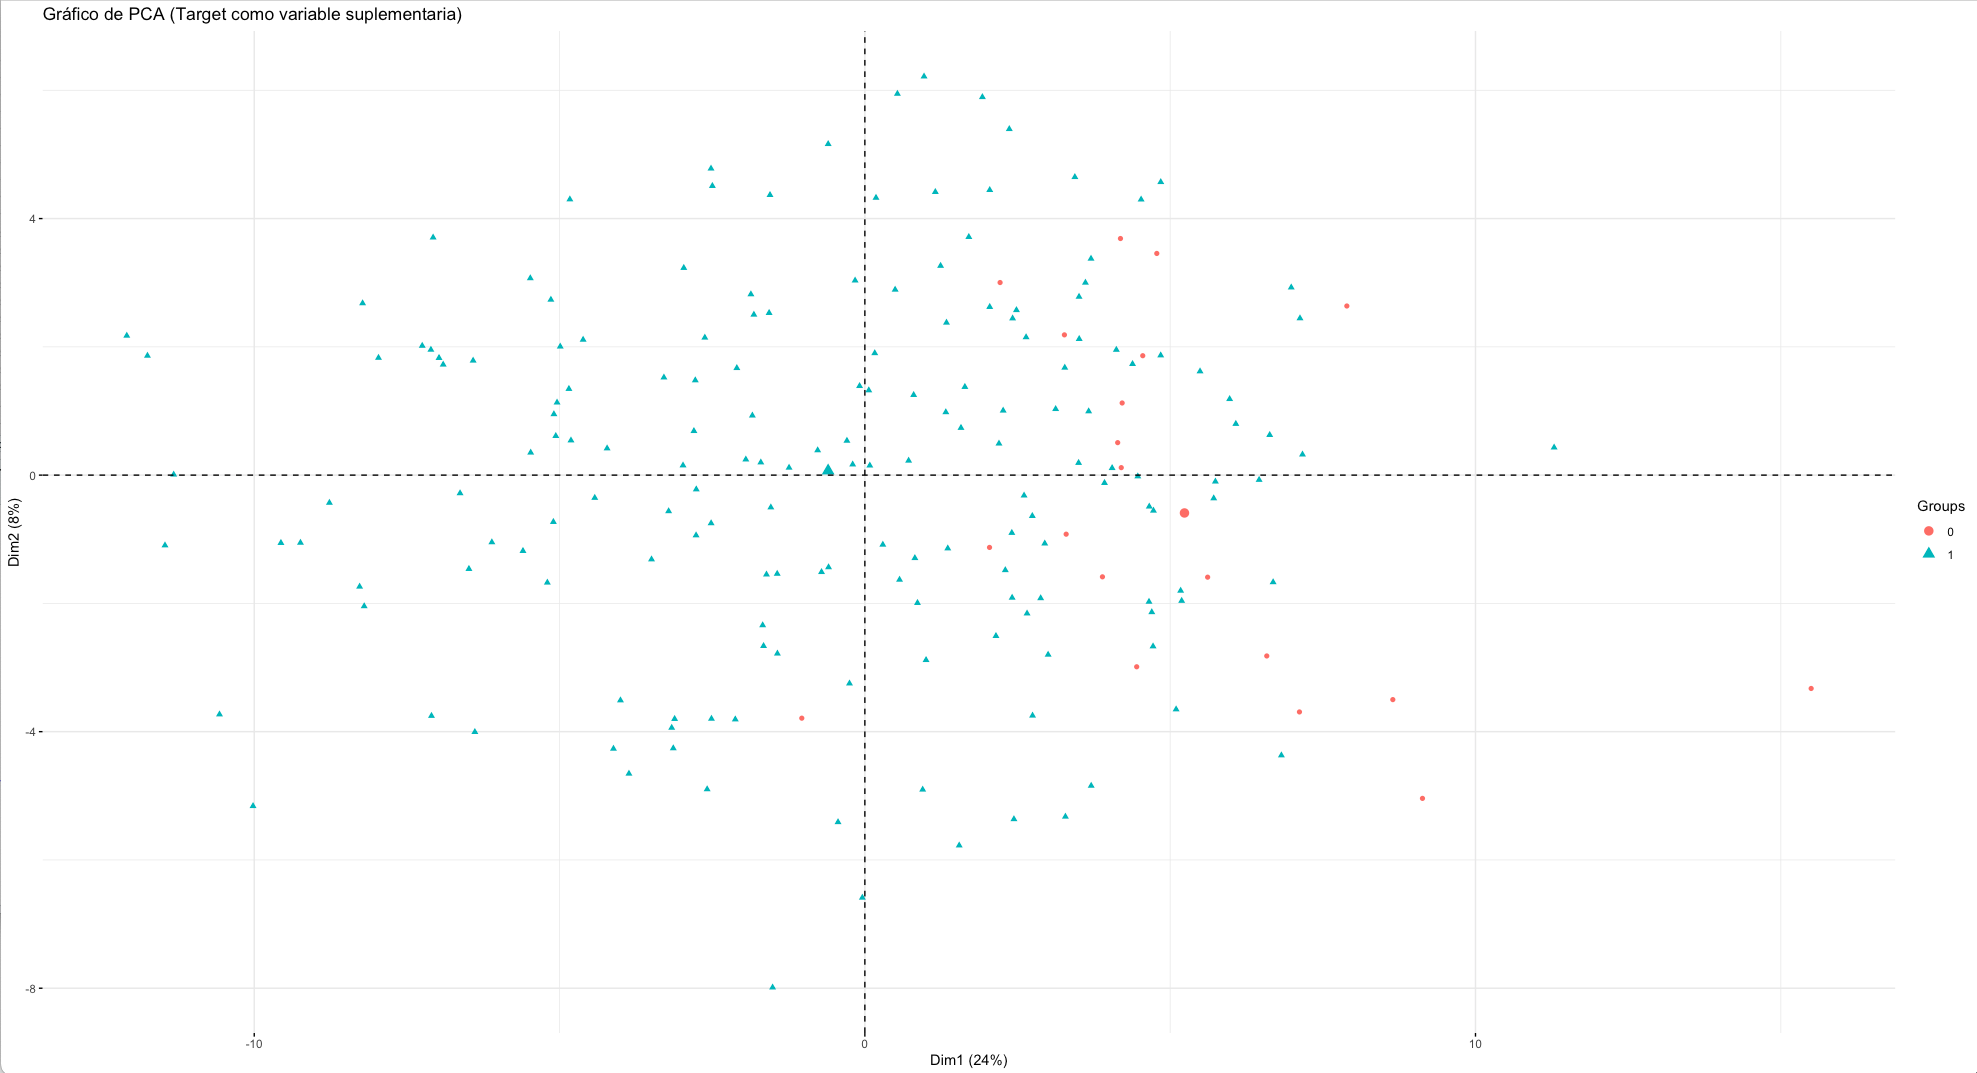 Gráfico de PCA (Target como variable suplementaria)
4
0
-4
-8
Dim2 (8%)
-10
0
10
Dim1 (24%)
Groups
0
1